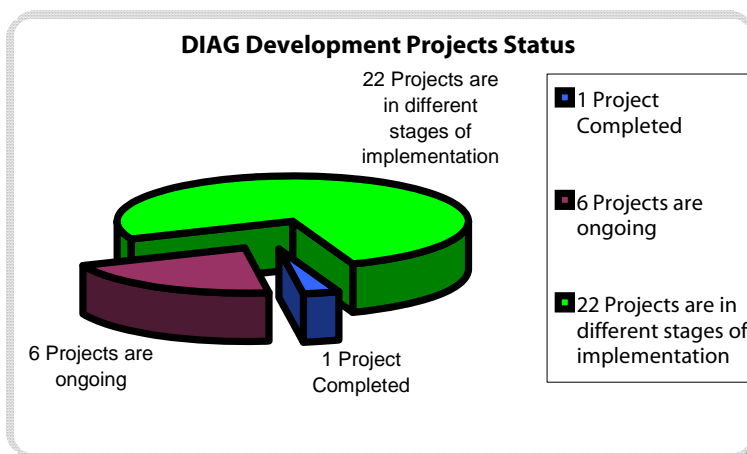 DIAG Development Projects Status
22 Projects are
in different
stages of
implementation
6 Projects are
ongoing
1 Project
Completed
1 Project
Completed
6 Projects are
ongoing
22 Projects are in
different stages of
implementation